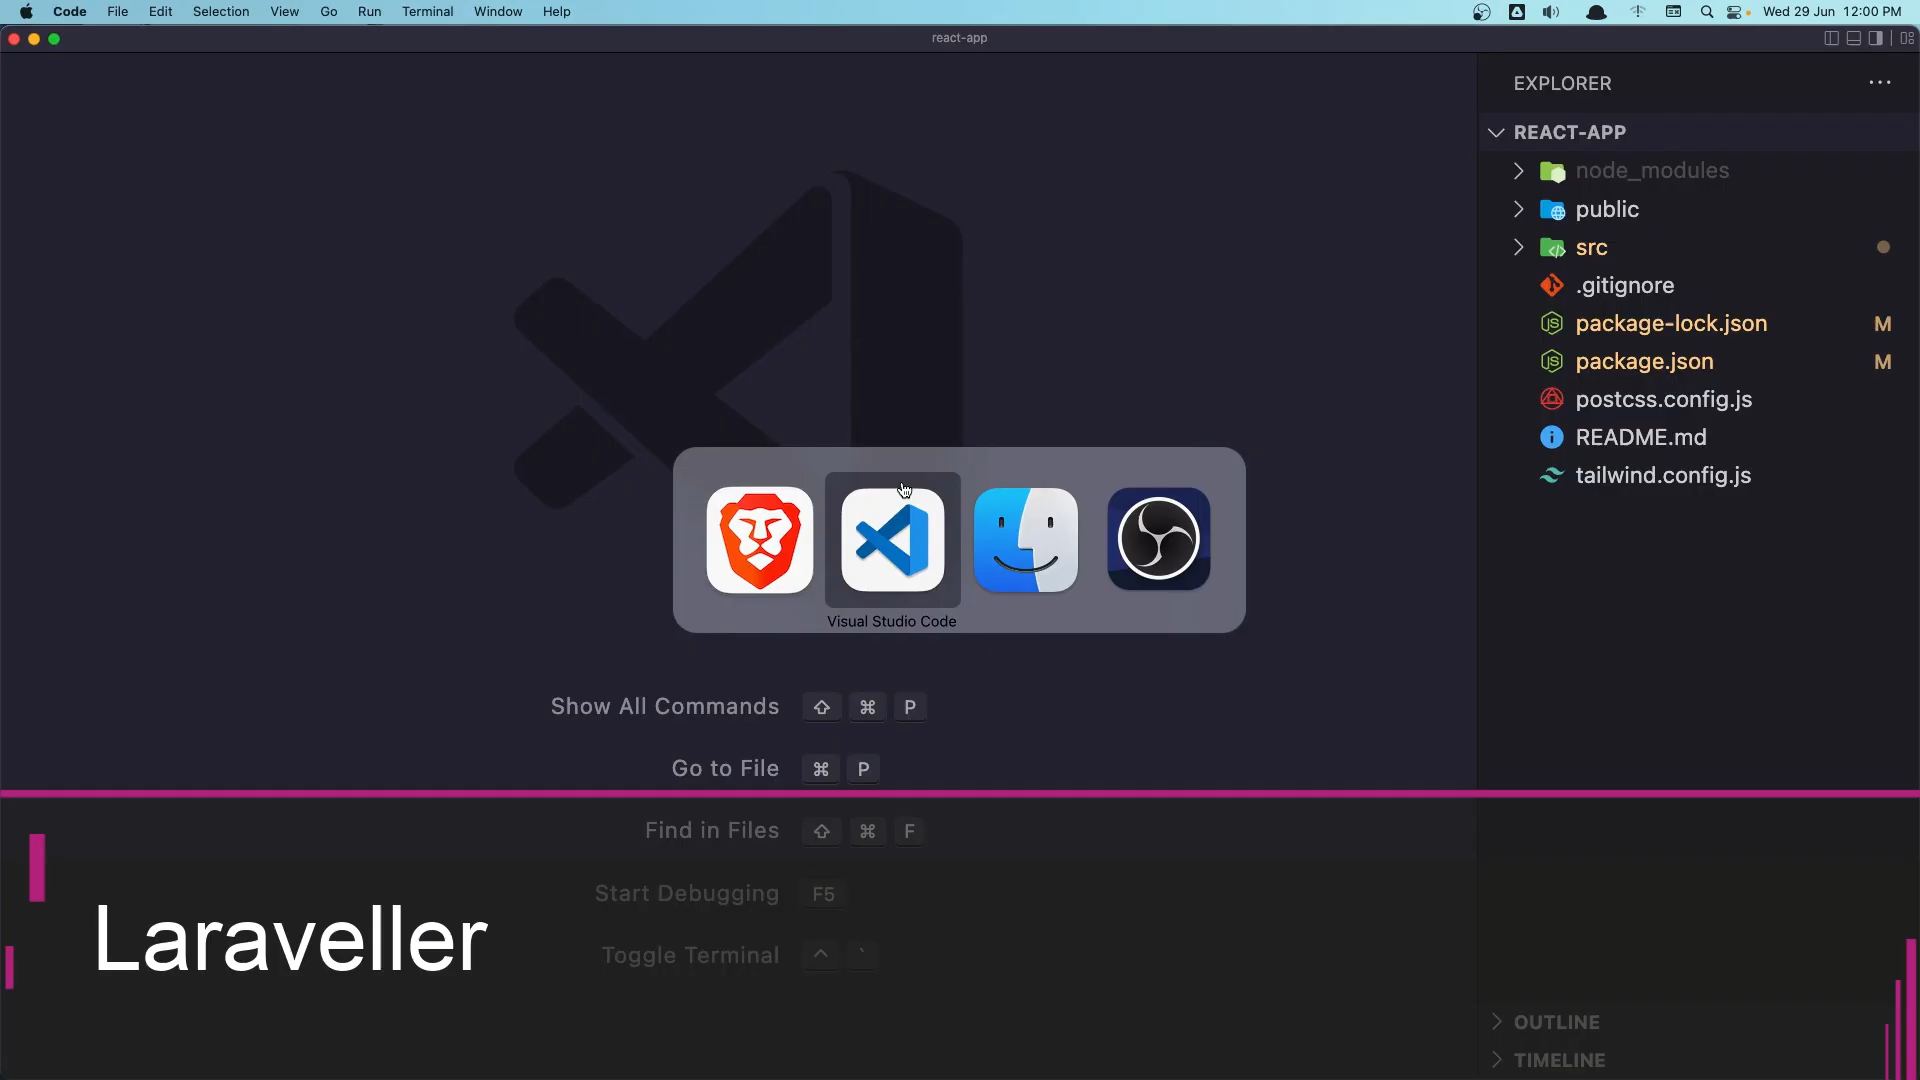 Code File Edit Selection View Go Run Terminal Window Help Wed 29 Jun 12:00 PM
react-app
EXPLORER
REACT-APP
node_modules
public
src
.gitignore
package-lock.json M
package.json M
postcss.config.js
README.md
tailwind.config.js
Visual Studio Code
Show All Commands ⇧ ⌘ P
Go to File ⌘ P
Find in Files ⇧ ⌘ F
Start Debugging F5
Toggle Terminal ^ `
Laraveller
OUTLINE
TIMELINE